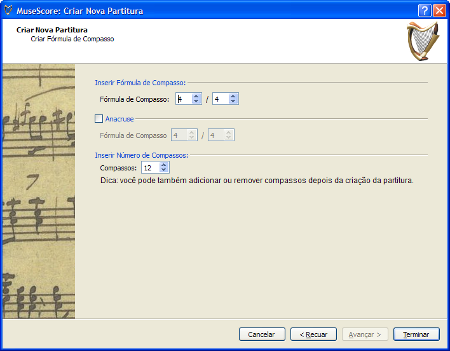 MuseScore: Criar Nova Partitura
Criar Nova Partitura
Criar Fórmula de Compasso
Inserir Fórmula de Compasso:
Fórmula de Compasso: 4 / 4
Anacruse
Fórmula de Compasso 4 / 4
Inserir Número de Compassos:
Compassos: 12
Dica: você pode também adicionar ou remover compassos depois da criação da partitura.
Cancelar < Recuar Avançar > Terminar